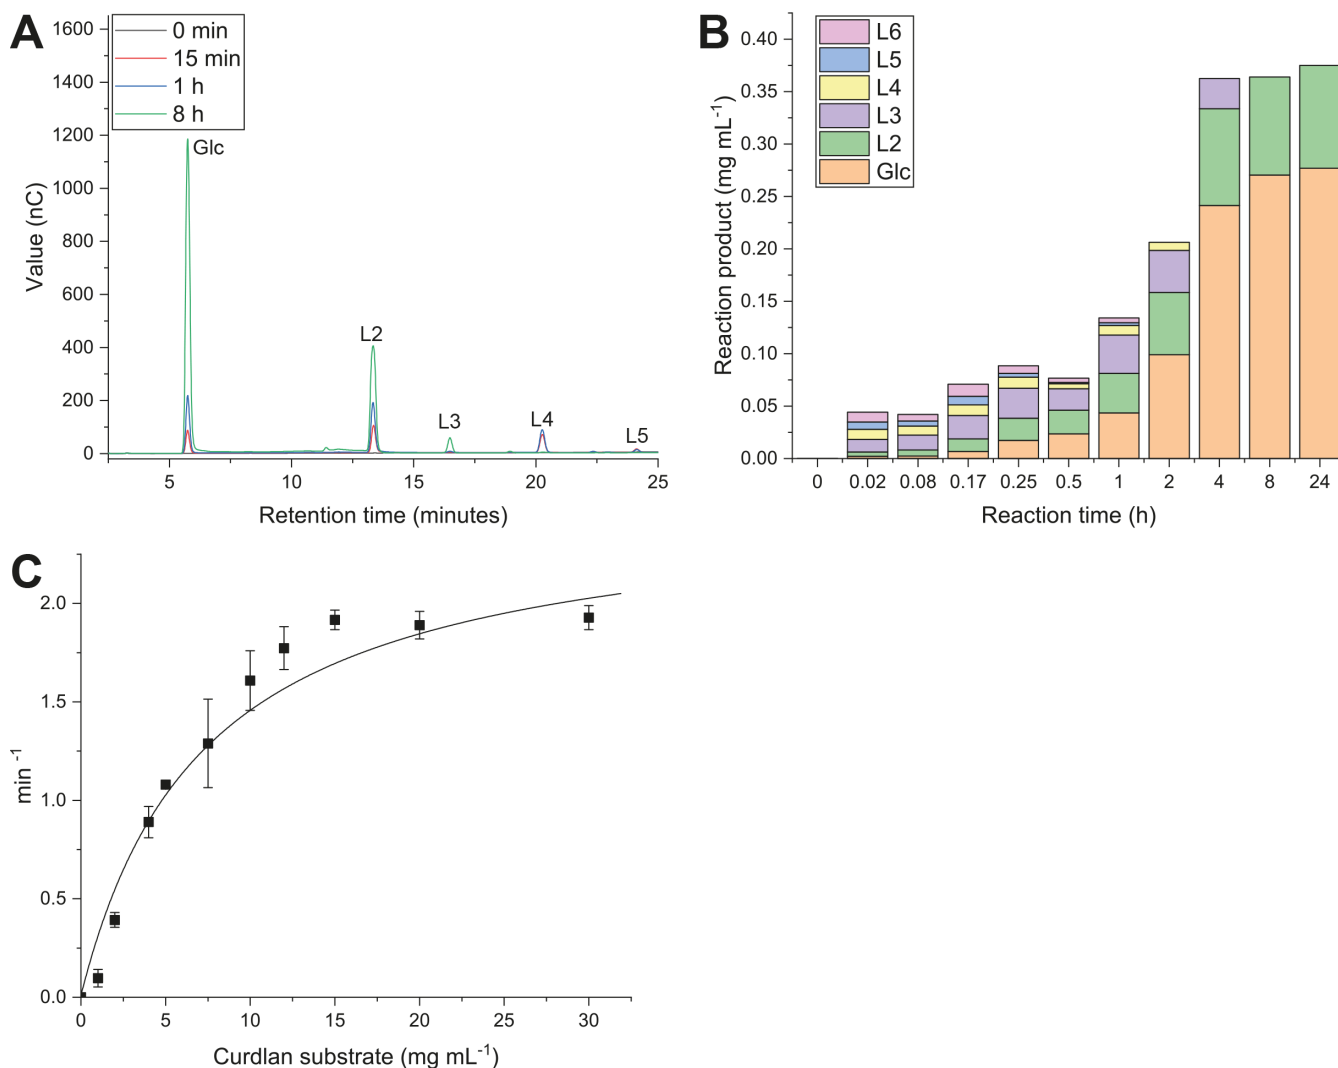 A
Value (nC)
1600
1400
1200
1000
800
600
400
200
0
0 min
15 min
1 h
8 h
Glc
L2
L3
L4
L5
5
10
15
20
25
Retention time (minutes)
B
Reaction product (mg mL⁻¹)
0.40
0.35
0.30
0.25
0.20
0.15
0.10
0.05
0.00
L6
L5
L4
L3
L2
Glc
0
0.02
0.08
0.17
0.25
0.5
1
2
4
8
24
Reaction time (h)
C
min ⁻¹
2.0
1.5
1.0
0.5
0.0
0
5
10
15
20
25
30
Curdlan substrate (mg mL⁻¹)